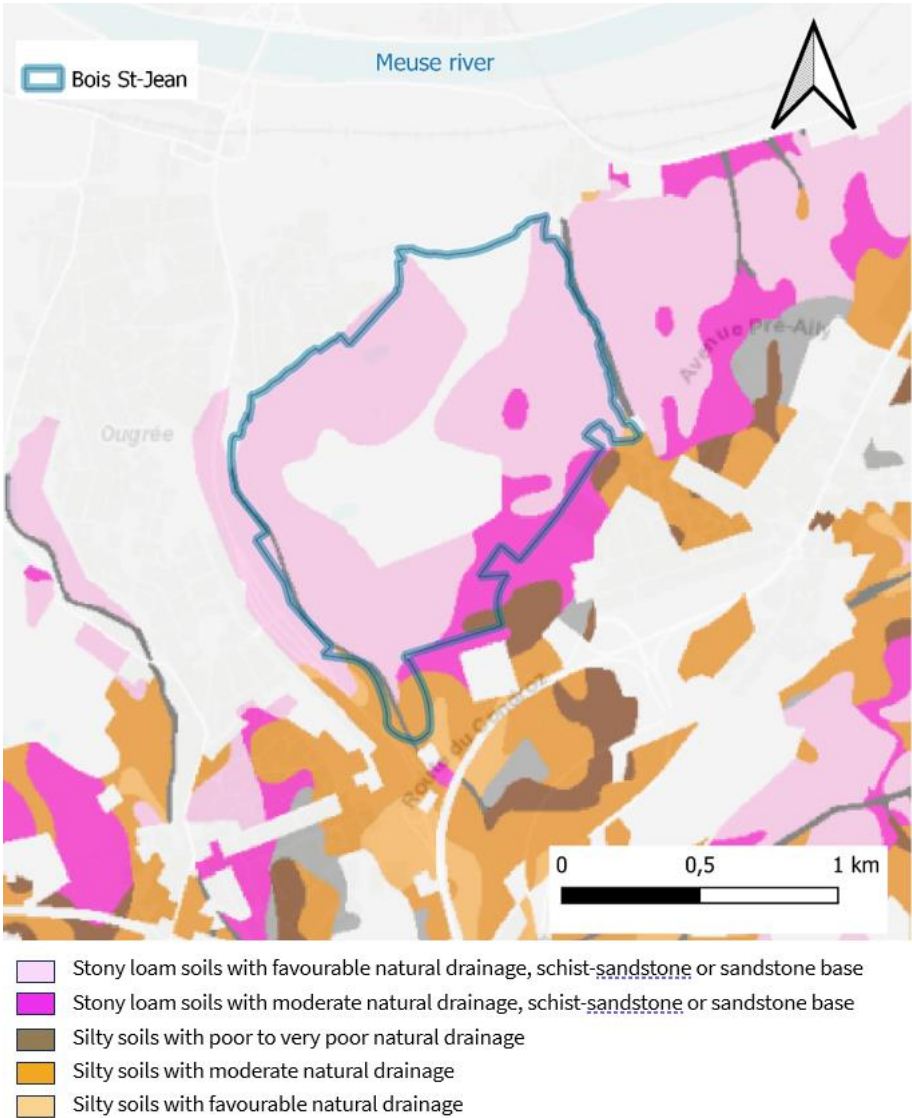 Meuse river
Bois St-Jean
Avenue Pré-Aily
Ougrée
Route du Condroz
0 0,5 1 km
Stony loam soils with favourable natural drainage, schist-sandstone or sandstone base
Stony loam soils with moderate natural drainage, schist-sandstone or sandstone base
Silty soils with poor to very poor natural drainage
Silty soils with moderate natural drainage
Silty soils with favourable natural drainage